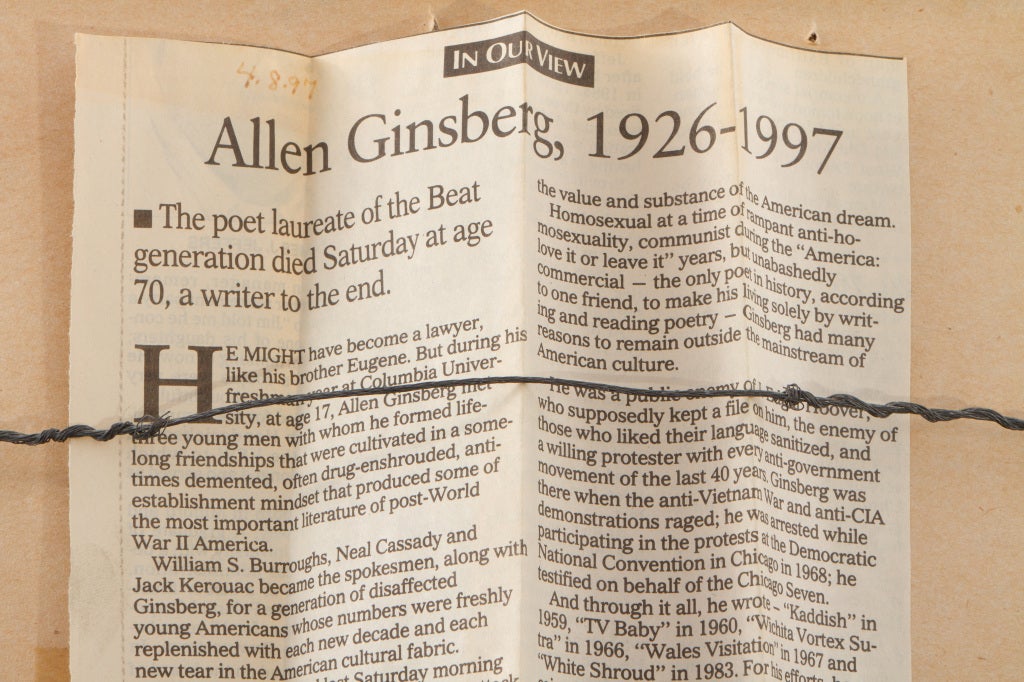 IN OUR VIEW
4.8.97
Allen Ginsberg, 1926-1997
■ The poet laureate of the Beat
generation died Saturday at age
70, a writer to the end.
HE MIGHT have become a lawyer,
like his brother Eugene. But during his
freshman year at Columbia Univer-
sity, at age 17, Allen Ginsberg met
three young men with whom he formed life-
long friendships that were cultivated in a some-
times demented, often drug-enshrouded, anti-
establishment mindset that produced some of
the most important literature of post-World
War II America.
William S. Burroughs, Neal Cassady and
Jack Kerouac became the spokesmen, along with
Ginsberg, for a generation of disaffected
young Americans whose numbers were freshly
replenished with each new decade and each
new tear in the American cultural fabric.
last Saturday morning
the value and substance of the American dream.
Homosexual at a time of rampant anti-ho-
mosexuality, communist during the "America:
love it or leave it" years, but unabashedly
commercial — the only poet in history, according
to one friend, to make his living solely by writ-
ing and reading poetry — Ginsberg had many
reasons to remain outside the mainstream of
American culture.
He was a public enemy of J. Edgar Hoover,
who supposedly kept a file on him, the enemy of
those who liked their language sanitized, and
a willing protester with every anti-government
movement of the last 40 years. Ginsberg was
there when the anti-Vietnam War and anti-CIA
demonstrations raged; he was arrested while
participating in the protests at the Democratic
National Convention in Chicago in 1968; he
testified on behalf of the Chicago Seven.
And through it all, he wrote – "Kaddish" in
1959, "TV Baby" in 1960, "Wichita Vortex Su-
tra" in 1966, "Wales Visitation" in 1967 and
"White Shroud" in 1983. For his efforts, he